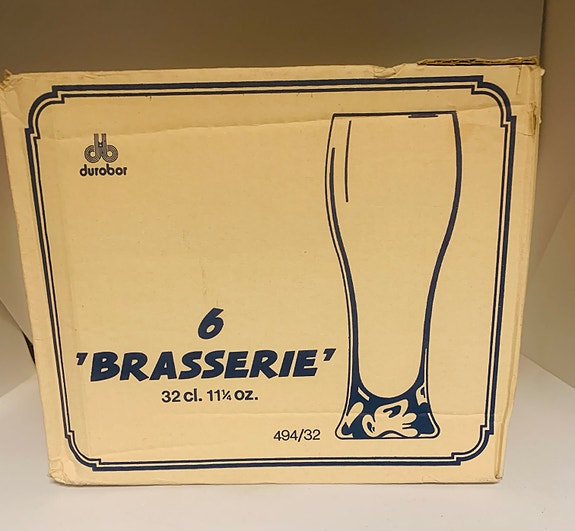 durobor
6
'BRASSERIE'
32 cl. 11¼ oz.
494/32